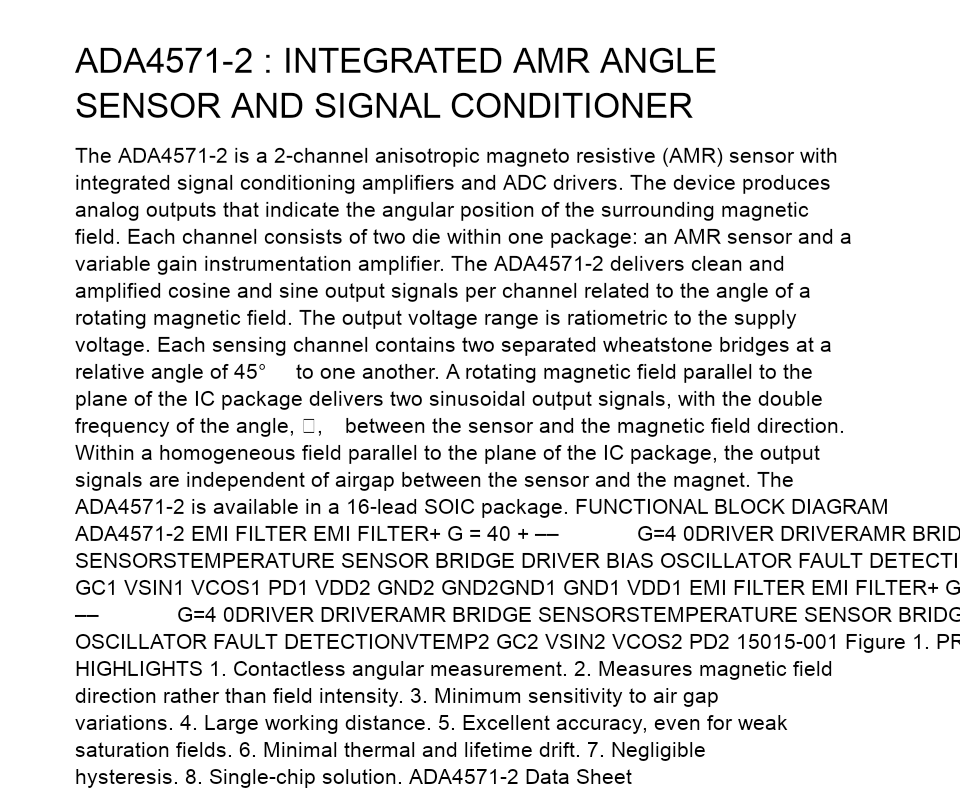 ADA4571-2 : INTEGRATED AMR ANGLE
SENSOR AND SIGNAL CONDITIONER
The ADA4571-2 is a 2-channel anisotropic magneto resistive (AMR) sensor with
integrated signal conditioning amplifiers and ADC drivers. The device produces
analog outputs that indicate the angular position of the surrounding magnetic
field. Each channel consists of two die within one package: an AMR sensor and a
variable gain instrumentation amplifier. The ADA4571-2 delivers clean and
amplified cosine and sine output signals per channel related to the angle of a
rotating magnetic field. The output voltage range is ratiometric to the supply
voltage. Each sensing channel contains two separated wheatstone bridges at a
relative angle of 45° to one another. A rotating magnetic field parallel to the
plane of the IC package delivers two sinusoidal output signals, with the double
frequency of the angle, □, between the sensor and the magnetic field direction.
Within a homogeneous field parallel to the plane of the IC package, the output
signals are independent of airgap between the sensor and the magnet. The
ADA4571-2 is available in a 16-lead SOIC package. FUNCTIONAL BLOCK DIAGRAM
ADA4571-2 EMI FILTER EMI FILTER+ G = 40 + –– G=4 0DRIVER DRIVERAMR BRID
SENSORSTEMPERATURE SENSOR BRIDGE DRIVER BIAS OSCILLATOR FAULT DETECTI
GC1 VSIN1 VCOS1 PD1 VDD2 GND2 GND2GND1 GND1 VDD1 EMI FILTER EMI FILTER+ G
–– G=4 0DRIVER DRIVERAMR BRIDGE SENSORSTEMPERATURE SENSOR BRIDG
OSCILLATOR FAULT DETECTIONVTEMP2 GC2 VSIN2 VCOS2 PD2 15015-001 Figure 1. PR
HIGHLIGHTS 1. Contactless angular measurement. 2. Measures magnetic field
direction rather than field intensity. 3. Minimum sensitivity to air gap
variations. 4. Large working distance. 5. Excellent accuracy, even for weak
saturation fields. 6. Minimal thermal and lifetime drift. 7. Negligible
hysteresis. 8. Single-chip solution. ADA4571-2 Data Sheet